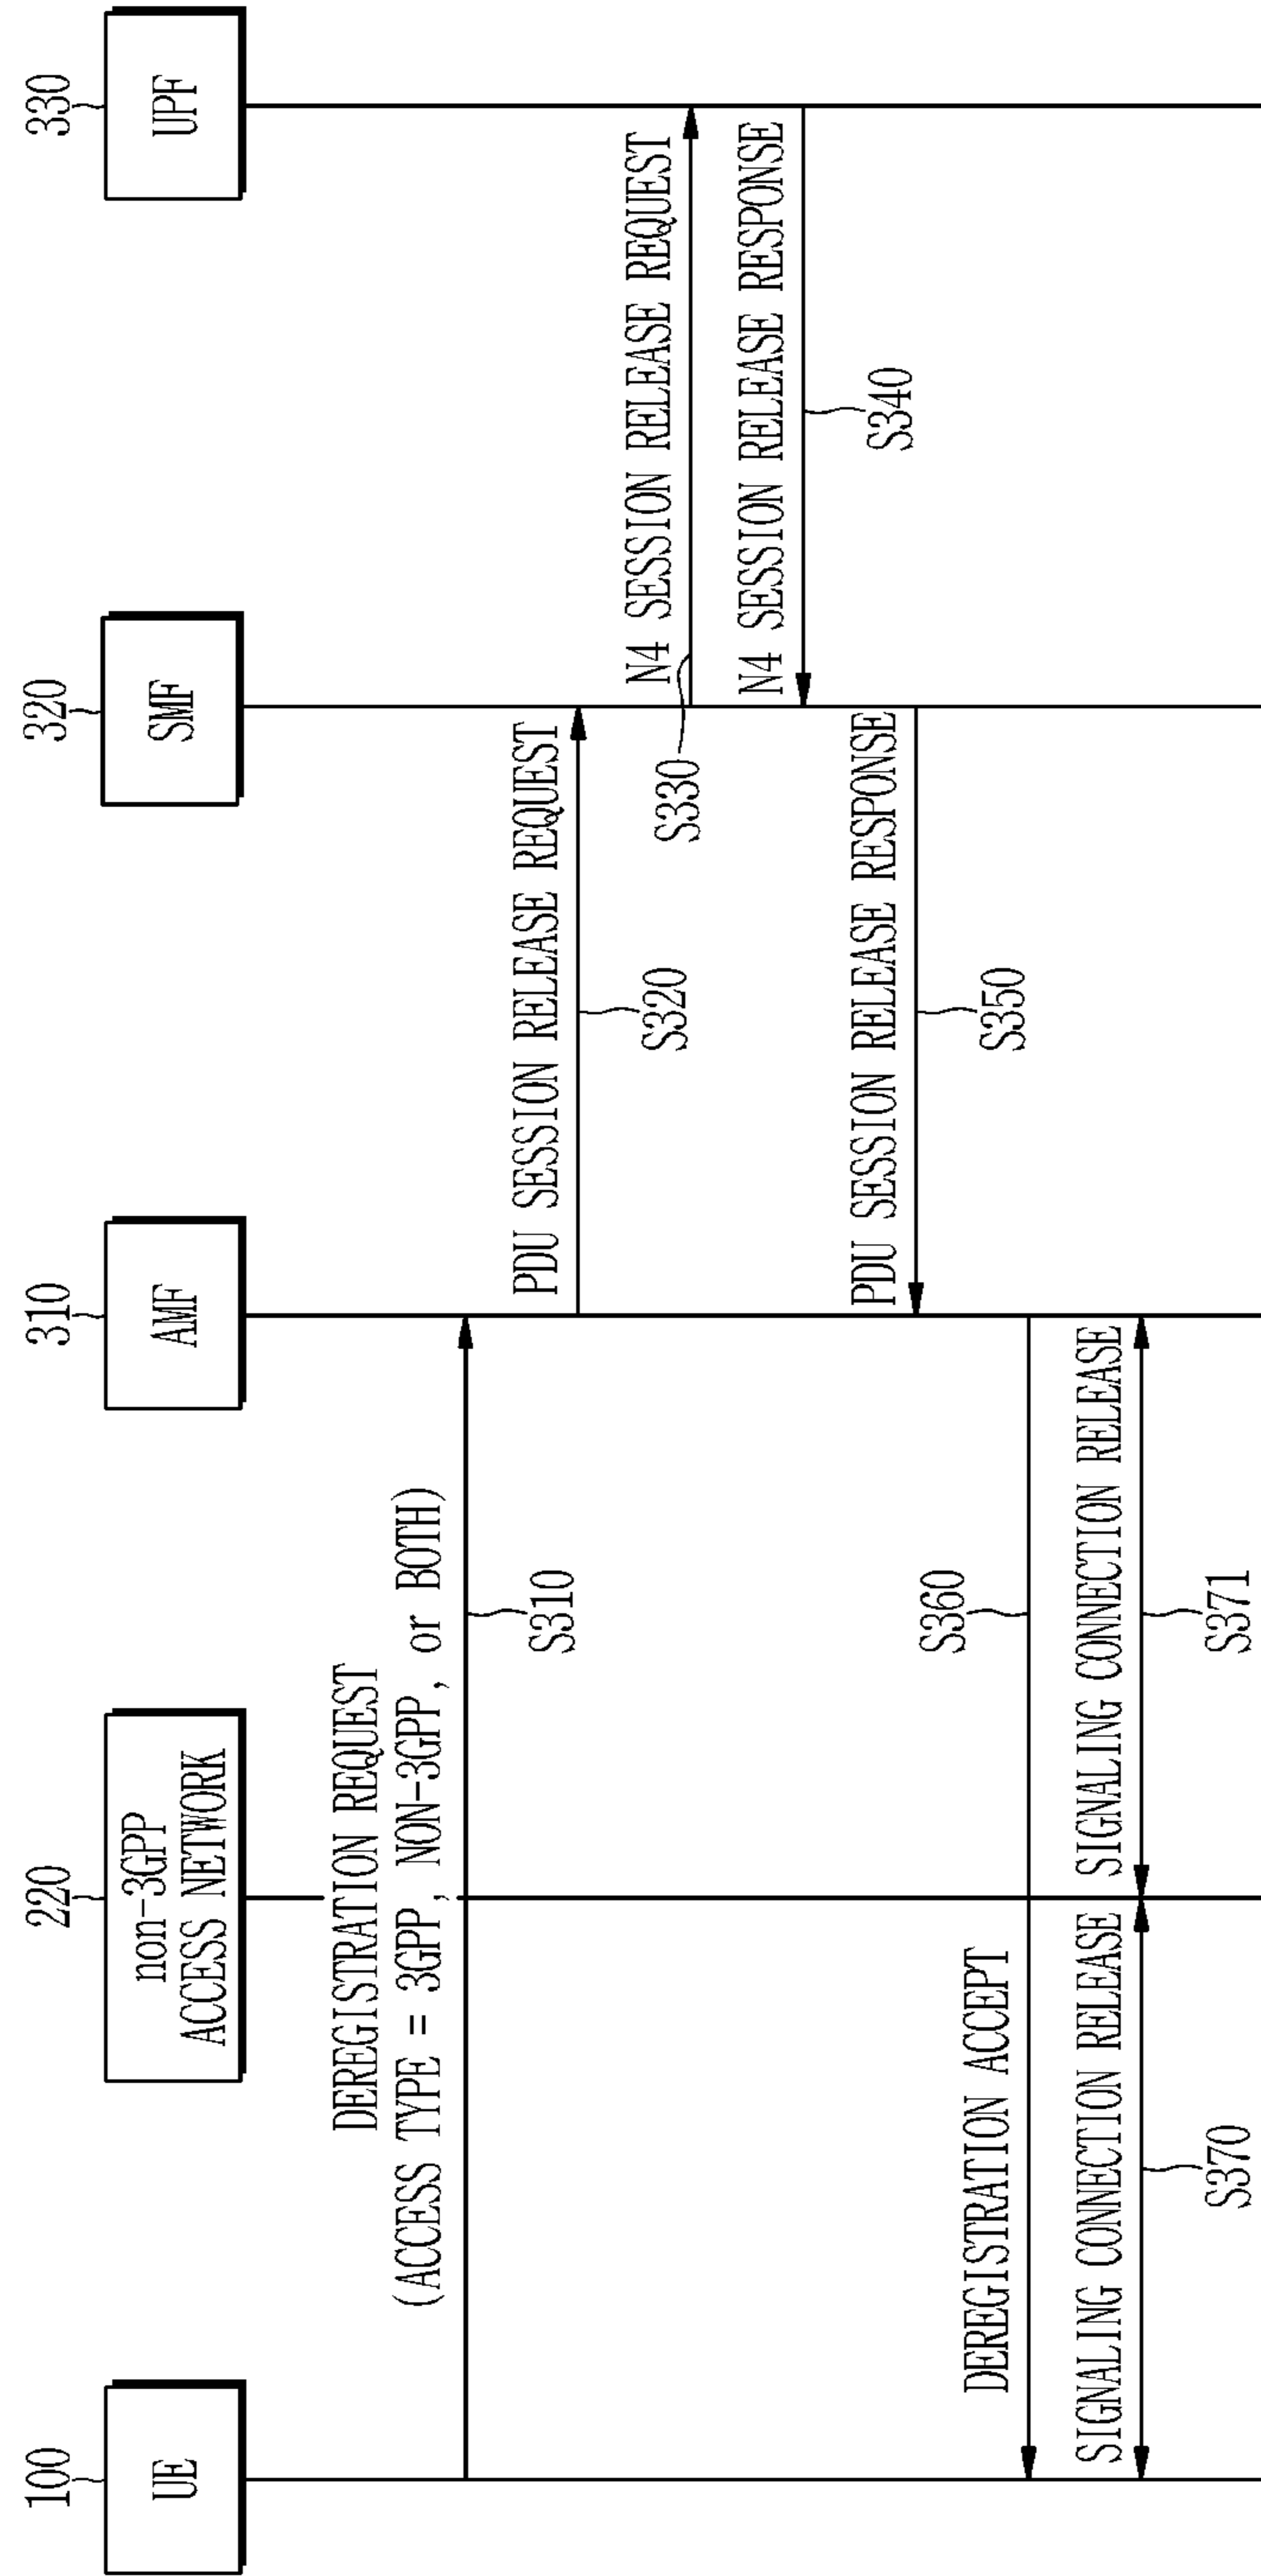 100
UE
220
non-3GPP
ACCESS NETWORK
310
AMF
320
SMF
330
UPF
DEREGISTRATION REQUEST
(ACCESS TYPE = 3GPP, NON-3GPP, or BOTH)
S310
PDU SESSION RELEASE REQUEST
S320
N4 SESSION RELEASE REQUEST
S330
N4 SESSION RELEASE RESPONSE
S340
PDU SESSION RELEASE RESPONSE
S350
DEREGISTRATION ACCEPT
S360
SIGNALING CONNECTION RELEASE
S370
SIGNALING CONNECTION RELEASE
S371